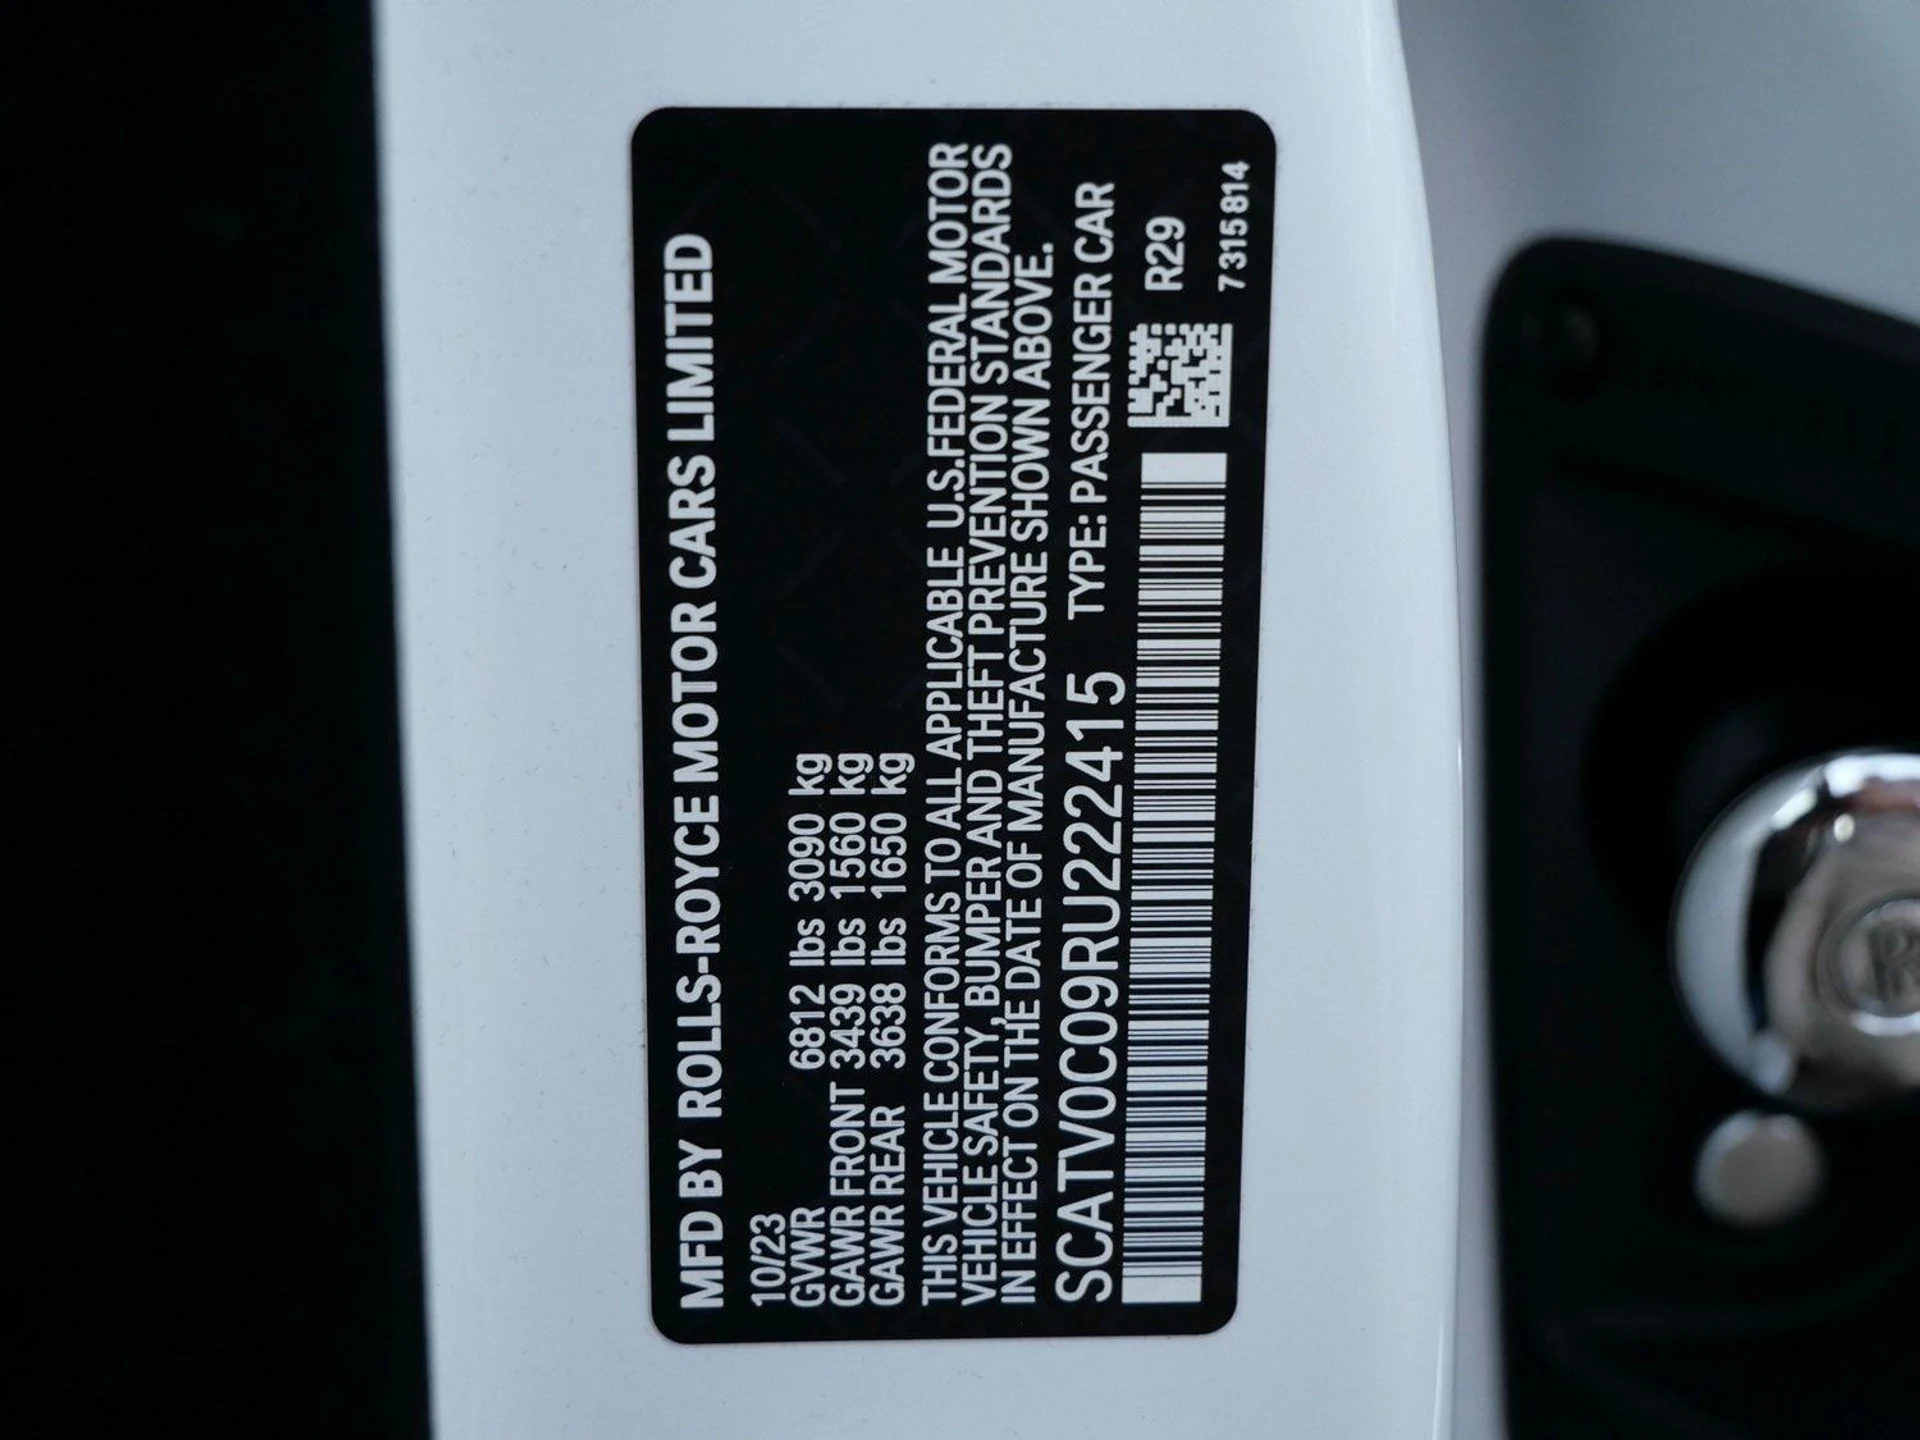 MFD BY ROLLS-ROYCE MOTOR CARS LIMITED
10/23
GVWR 6812 lbs 3090 kg
GAWR FRONT 3439 lbs 1560 kg
GAWR REAR 3638 lbs 1650 kg
THIS VEHICLE CONFORMS TO ALL APPLICABLE U.S.FEDERAL MOTOR
VEHICLE SAFETY, BUMPER AND THEFT PREVENTION STANDARDS
IN EFFECT ON THE DATE OF MANUFACTURE SHOWN ABOVE.
SCATV0C09RU222415 TYPE: PASSENGER CAR
R29
7315814